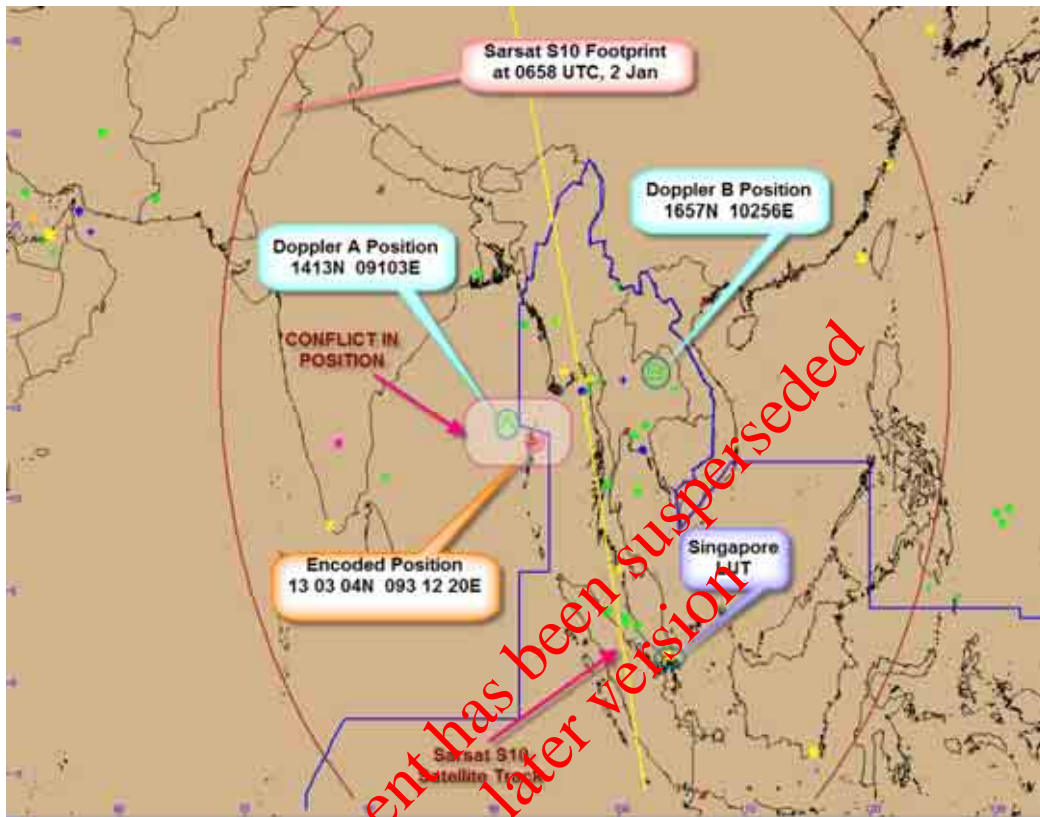 Sarsat S10 Footprint
at 0658 UTC, 2 Jan
Doppler B Position
1657N 10256E
Doppler A Position
1413N 09103E
CONFLICT IN
POSITION
Encoded Position
13 03 04N 093 12 20E
Singapore
LUT
Sarsat S10
Satellite Track
ent has been superseded
later version